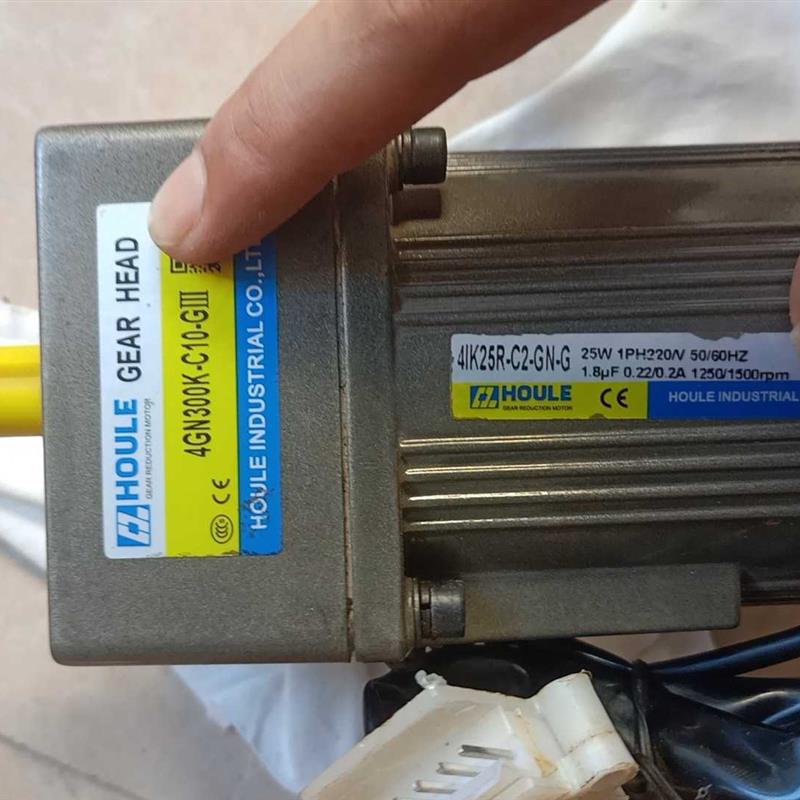 HOULE GEAR HEAD
GEAR REDUCTION MOTOR
4GN300K-C10-GIII
CE
HOULE INDUSTRIAL CO.,LT
4IK25R-C2-GN-G
25W 1PH220/V 50/60HZ
1.8μF 0.22/0.2A 1250/1500rpm
HOULE
GEAR REDUCTION MOTOR
CE
HOULE INDUSTRIAL